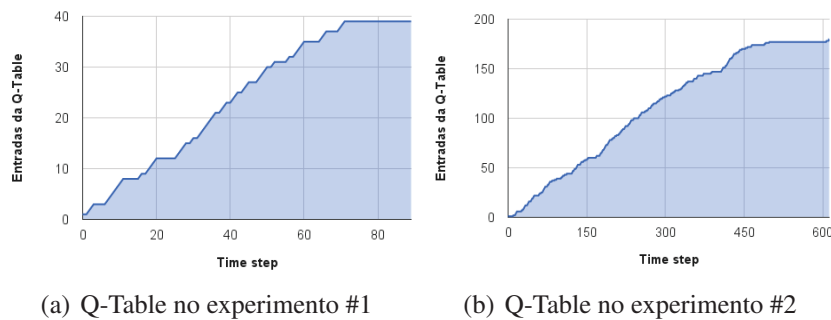 Entradas da Q-Table
40
30
20
10
0
0 20 40 60 80
Time step
(a) Q-Table no experimento #1
Entradas da Q-Table
200
150
100
50
0
0 150 300 450 600
Time step
(b) Q-Table no experimento #2